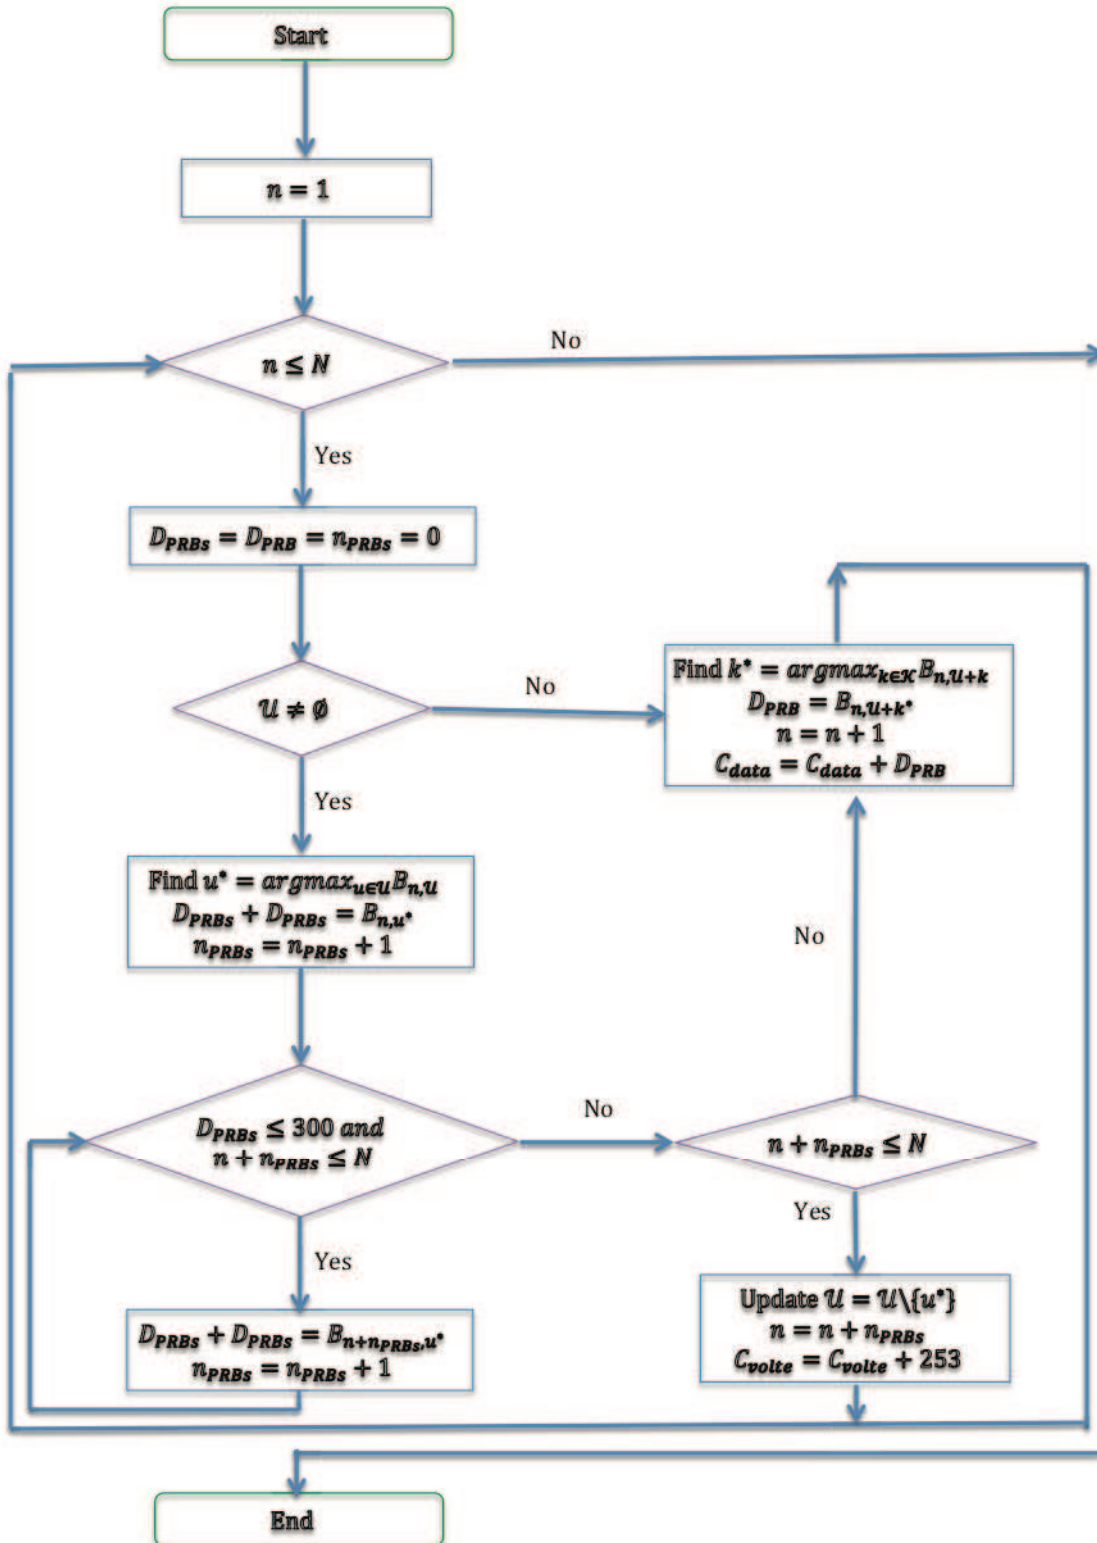 Start
n = 1
n ≤ N
No
Yes
D_PRBs = D_PRB = n_PRBs = 0
𝒰 ≠ ∅
No
Find k* = argmax_{k∈𝒦} B_{n,𝒰+k}
D_PRB = B_{n,𝒰+k*}
n = n + 1
C_data = C_data + D_PRB
Yes
Find u* = argmax_{u∈𝒰} B_{n,𝒰}
D_PRBs + D_PRBs = B_{n,u*}
n_PRBs = n_PRBs + 1
No
D_PRBs ≤ 300 and
n + n_PRBs ≤ N
No
n + n_PRBs ≤ N
Yes
Yes
D_PRBs + D_PRBs = B_{n+n_PRBs,u*}
n_PRBs = n_PRBs + 1
Update 𝒰 = 𝒰\{u*}
n = n + n_PRBs
C_volte = C_volte + 253
End